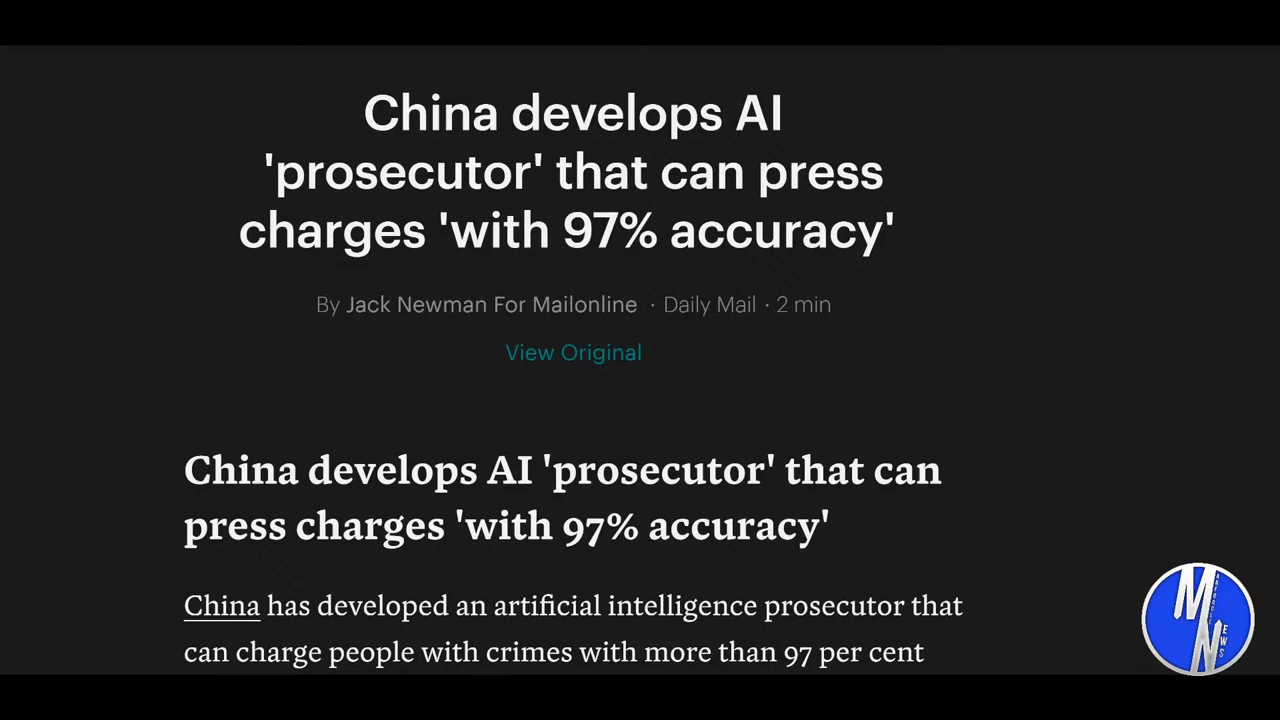 China develops AI
'prosecutor' that can press
charges 'with 97% accuracy'
By Jack Newman For Mailonline · Daily Mail · 2 min
View Original
China develops AI 'prosecutor' that can
press charges 'with 97% accuracy'
China has developed an artificial intelligence prosecutor that
can charge people with crimes with more than 97 per cent
M
N
EWS